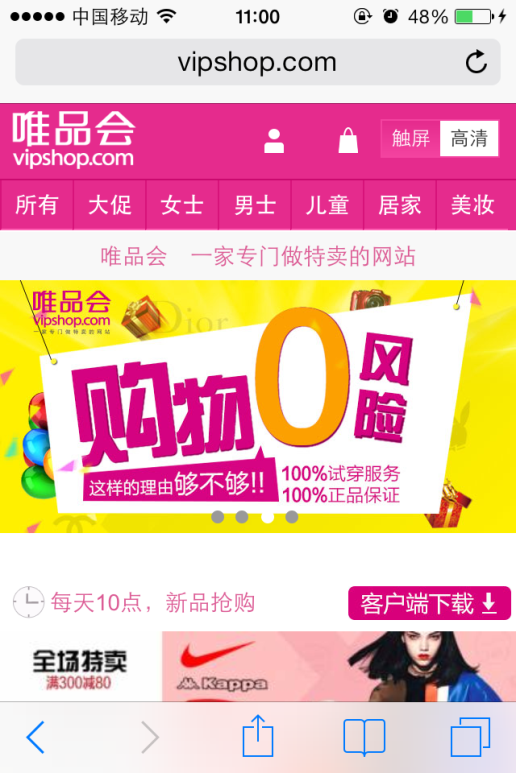 中国移动 11:00 48%
vipshop.com
唯品会
vipshop.com
触屏 高清
所有 大促 女士 男士 儿童 居家 美妆
唯品会 一家专门做特卖的网站
唯品会
vipshop.com
一家专门做特卖的网站
Dior
购物0风险
这样的理由够不够!!
100%试穿服务
100%正品保证
每天10点，新品抢购
客户端下载
全场特卖
满300减80
Kappa